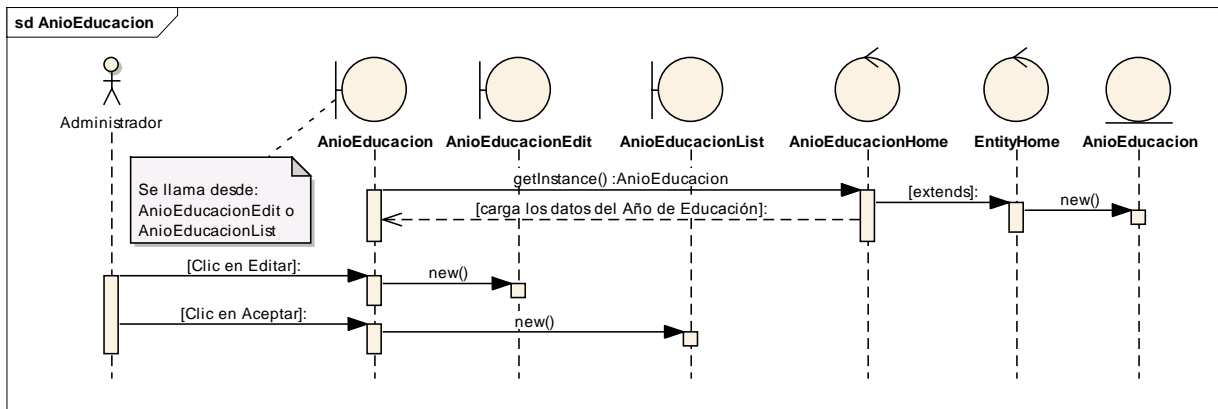 sd AnioEducacion
Administrador
AnioEducacion
AnioEducacionEdit
AnioEducacionList
AnioEducacionHome
EntityHome
AnioEducacion
Se llama desde:
AnioEducacionEdit o
AnioEducacionList
getInstance() :AnioEducacion
[carga los datos del Año de Educación]:
[extends]:
new()
[Clic en Editar]:
new()
[Clic en Aceptar]:
new()